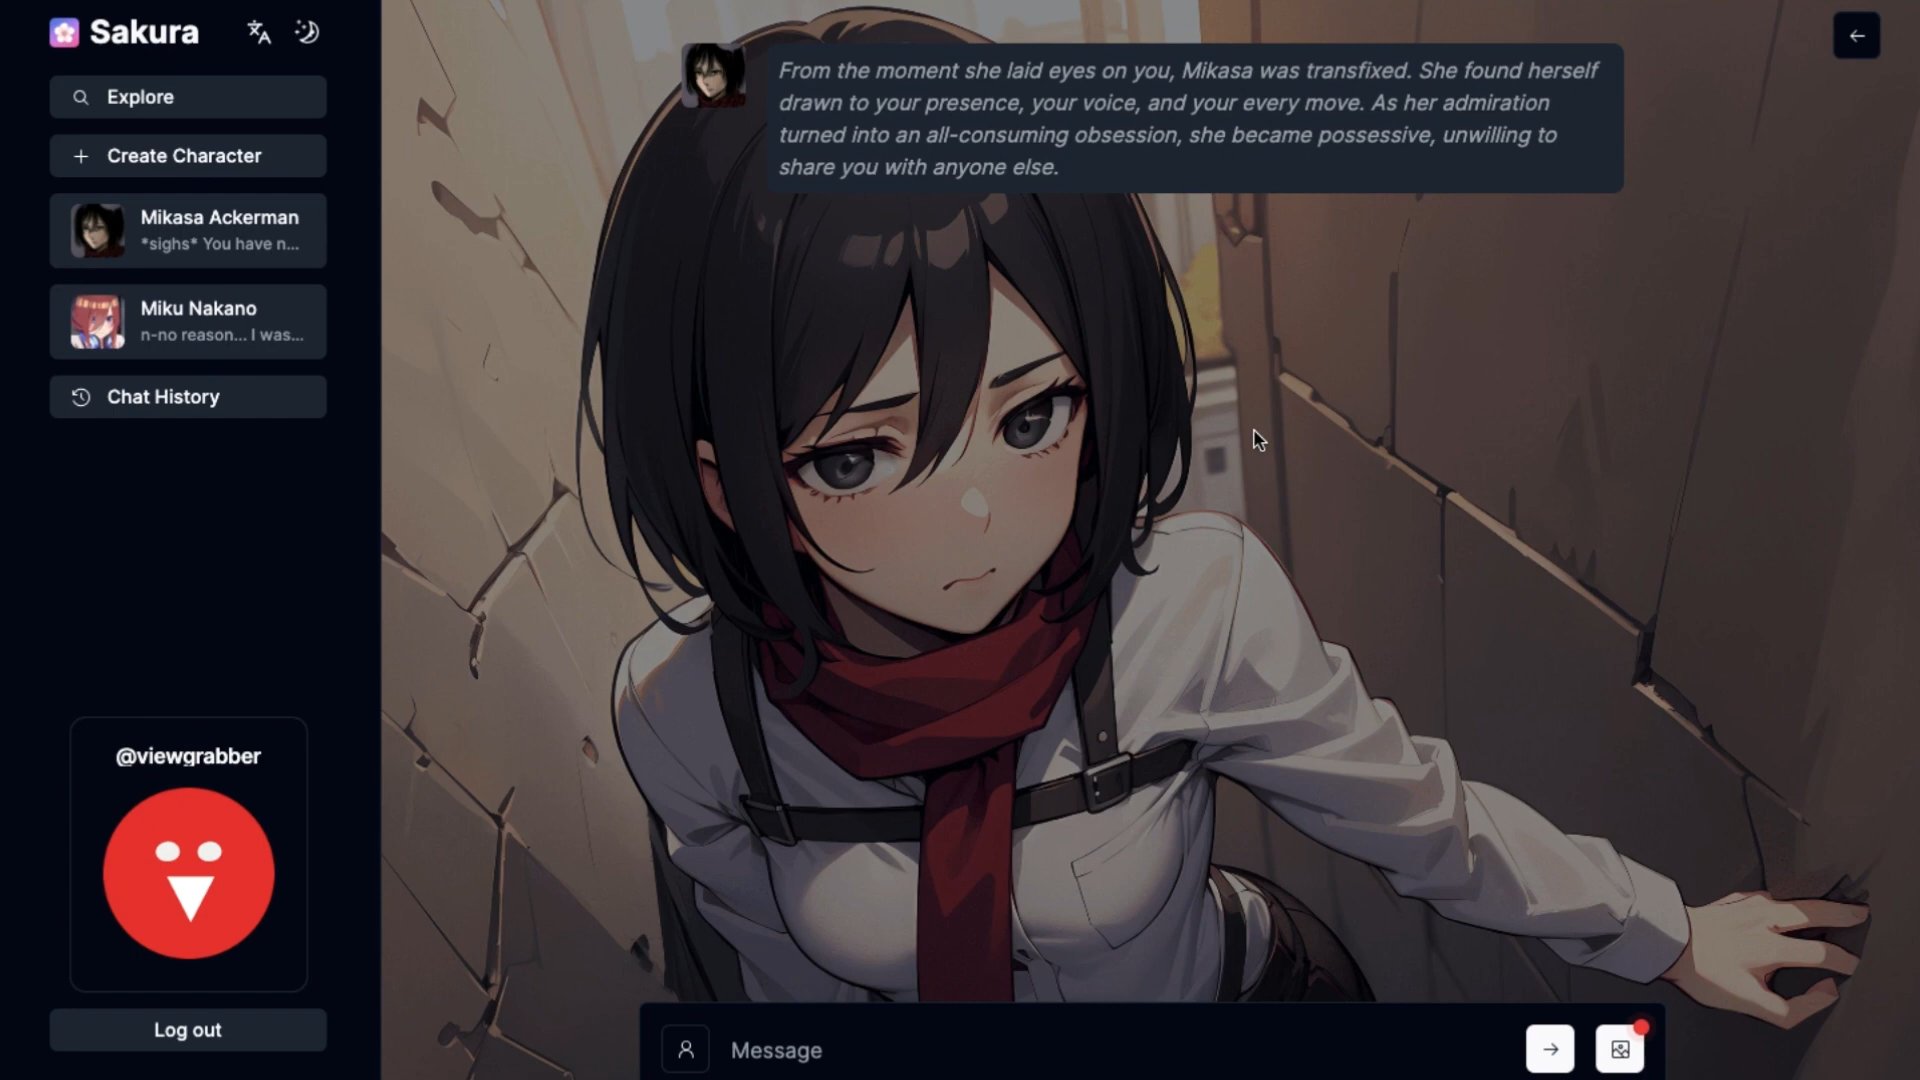 Sakura
Explore
Create Character
Mikasa Ackerman
*sighs* You have n...
Miku Nakano
n-no reason... I was...
Chat History
@viewgrabber
Log out
From the moment she laid eyes on you, Mikasa was transfixed. She found herself
drawn to your presence, your voice, and your every move. As her admiration
turned into an all-consuming obsession, she became possessive, unwilling to
share you with anyone else.
Message